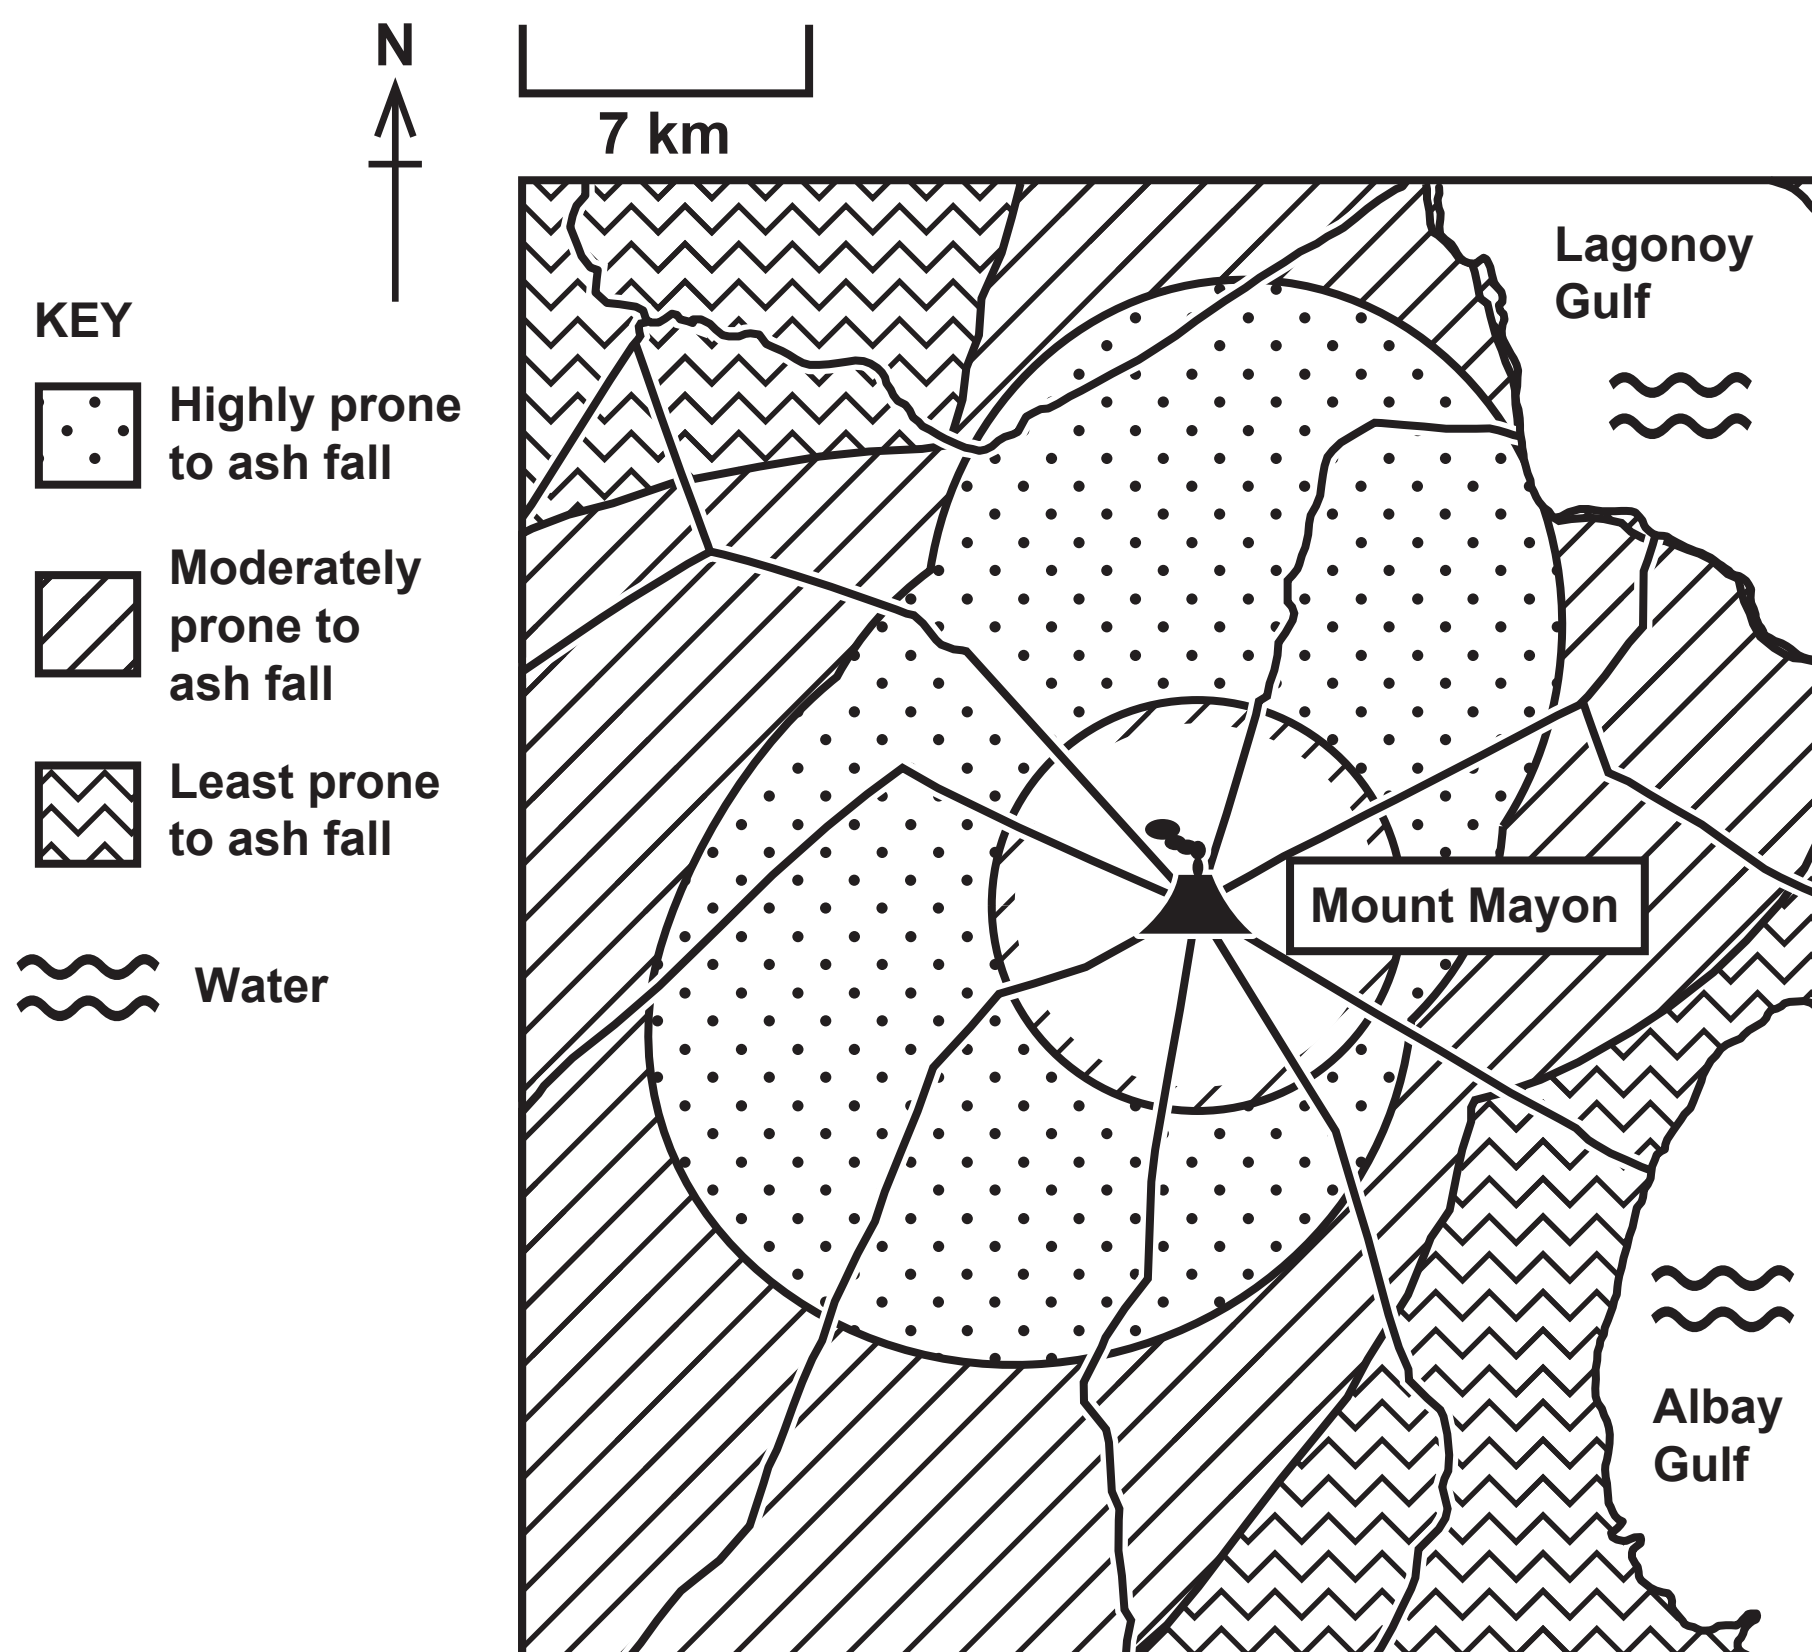 N
7 km
Lagonoy
Gulf
KEY
Highly prone
to ash fall
Moderately
prone to
ash fall
Least prone
to ash fall
Mount Mayon
Water
Albay
Gulf